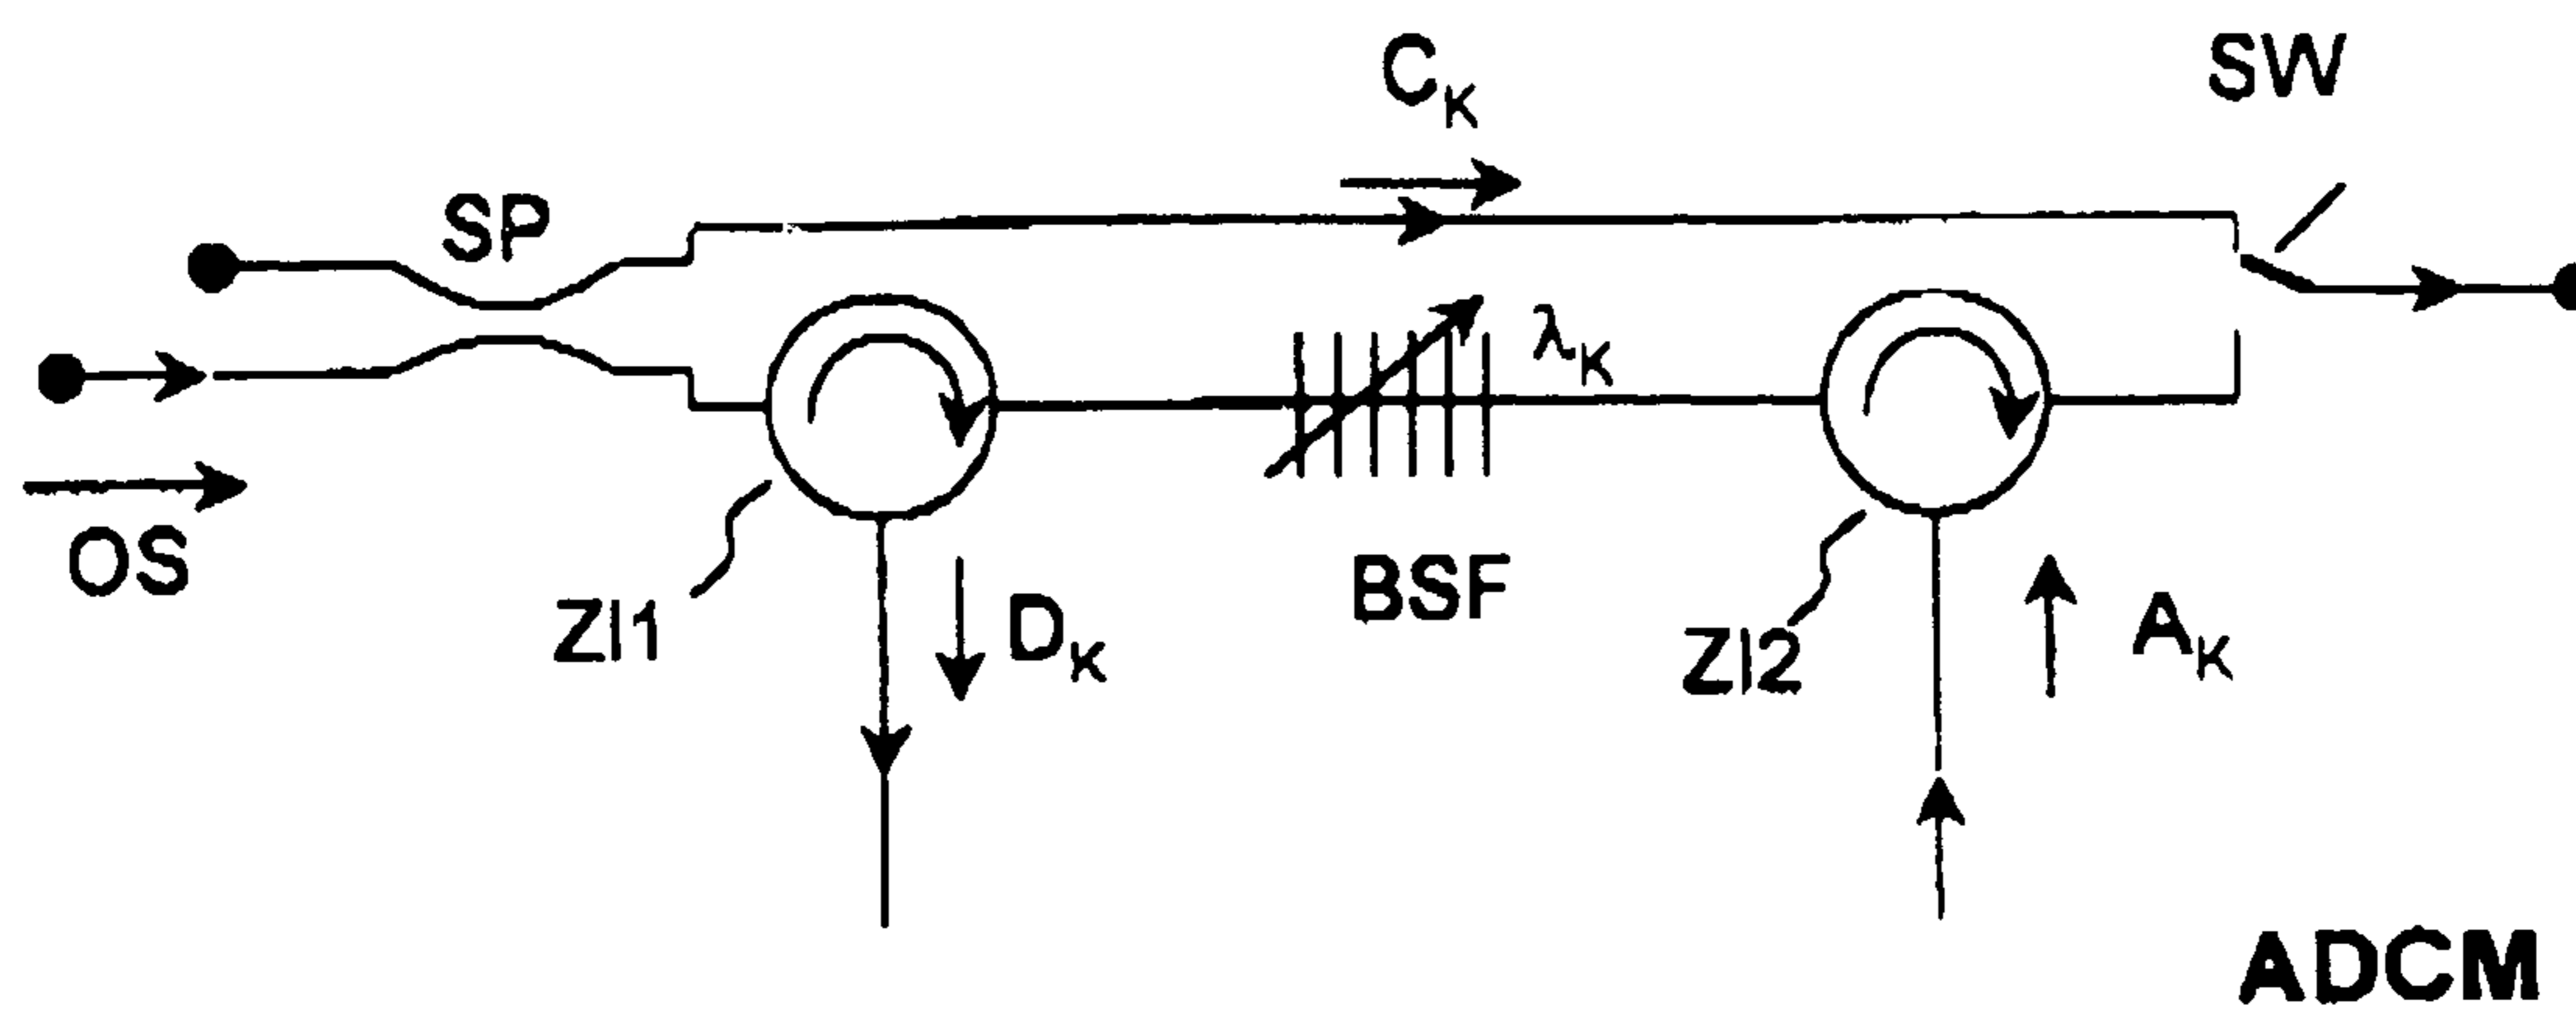 C_K
SW
SP
λ_K
OS
ZI1
D_K
BSF
ZI2
A_K
ADCM